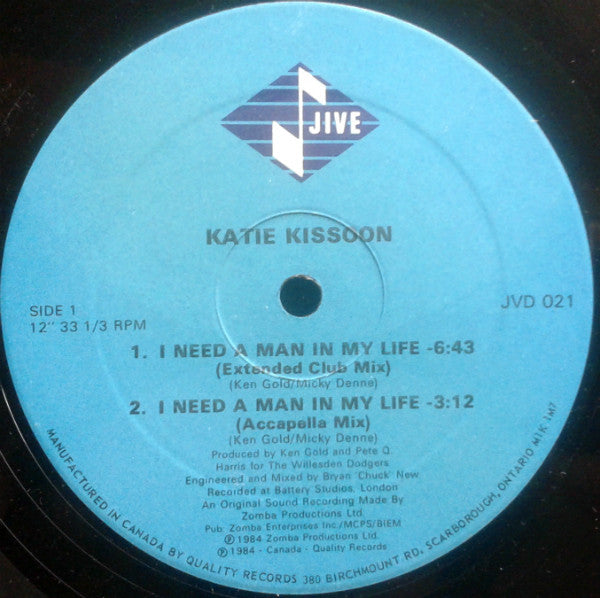 JIVE
KATIE KISSOON
SIDE 1
12" 33 1/3 RPM
JVD 021
1. I NEED A MAN IN MY LIFE -6:43
(Extended Club Mix)
(Ken Gold/Micky Denne)
2. I NEED A MAN IN MY LIFE -3:12
(Accapella Mix)
(Ken Gold/Micky Denne)
Produced by Ken Gold and Pete Q.
Harris for The Willesden Dodgers
Engineered and Mixed by Bryan 'Chuck' New
Recorded at Battery Studios, London
An Original Sound Recording Made By
Zomba Productions Ltd.
Pub: Zomba Enterprises Inc/MCPS/BIEM
℗1984 Zomba Productions Ltd.
©1984 - Canada - Quality Records
MANUFACTURED IN CANADA BY QUALITY RECORDS 380 BIRCHMOUNT RD, SCARBOROUGH, ONTARIO M1K 1M7